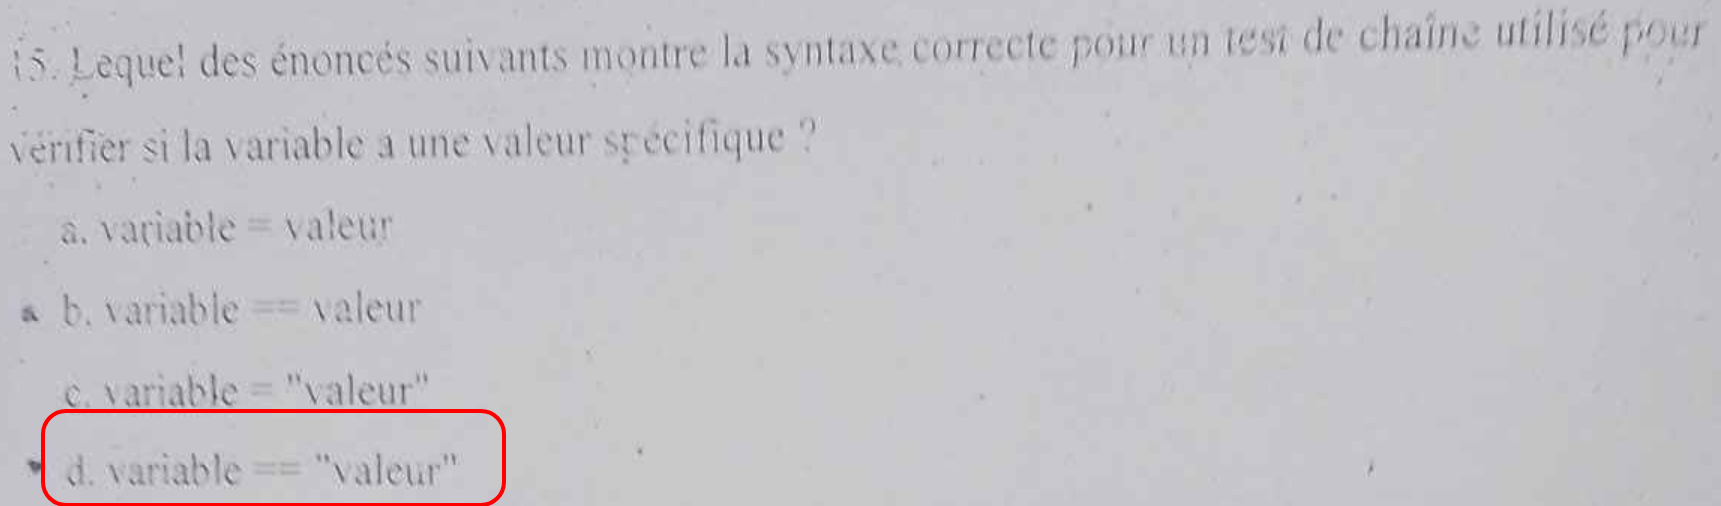 15. Lequel des énoncés suivants montre la syntaxe correcte pour un test de chaîne utilisé pour
vérifier si la variable a une valeur spécifique ?
a. variable = valeur
b. variable == valeur
c. variable = "valeur"
d. variable == "valeur"